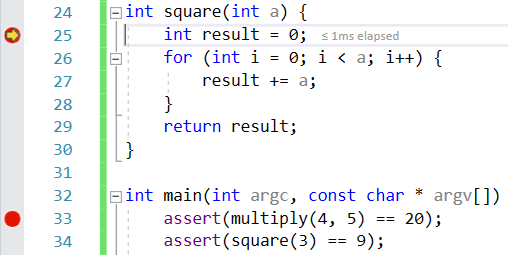 24 int square(int a) {
25 int result = 0; ≤ 1ms elapsed
26 for (int i = 0; i < a; i++) {
27 result += a;
28 }
29 return result;
30 }
31
32 int main(int argc, const char * argv[])
33 assert(multiply(4, 5) == 20);
34 assert(square(3) == 9);